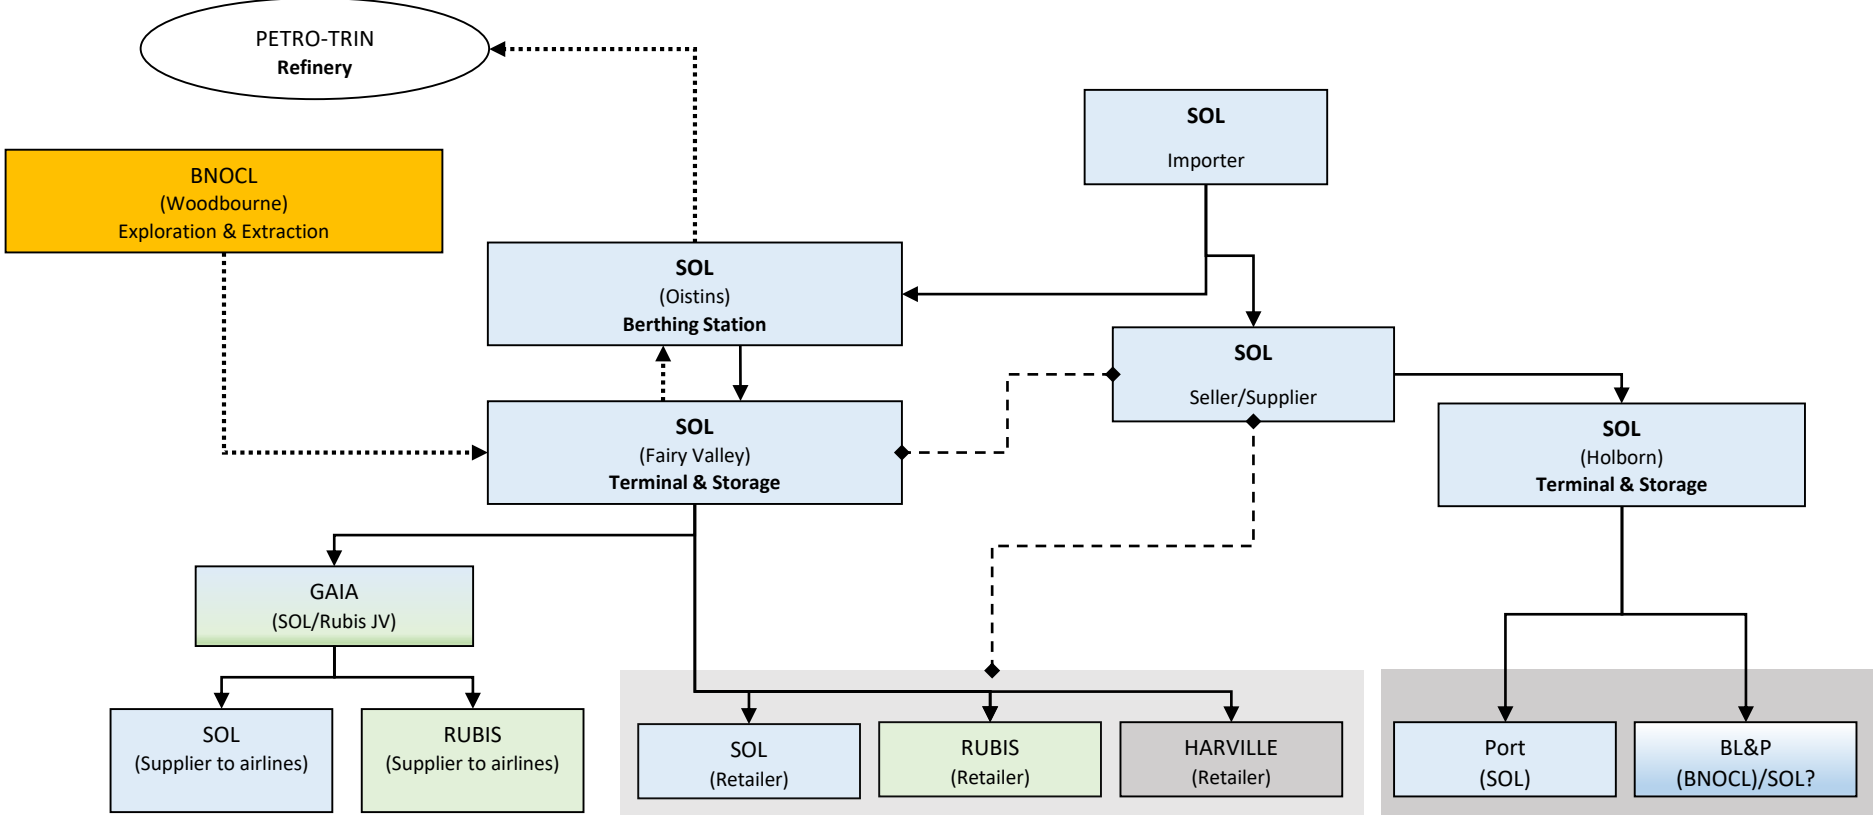 PETRO-TRIN
Refinery
SOL
Importer
BNOCL
(Woodbourne)
Exploration & Extraction
SOL
(Oistins)
Berthing Station
SOL
Seller/Supplier
SOL
(Fairy Valley)
Terminal & Storage
SOL
(Holborn)
Terminal & Storage
GAIA
(SOL/Rubis JV)
SOL
(Supplier to airlines)
RUBIS
(Supplier to airlines)
SOL
(Retailer)
RUBIS
(Retailer)
HARVILLE
(Retailer)
Port
(SOL)
BL&P
(BNOCL)/SOL?